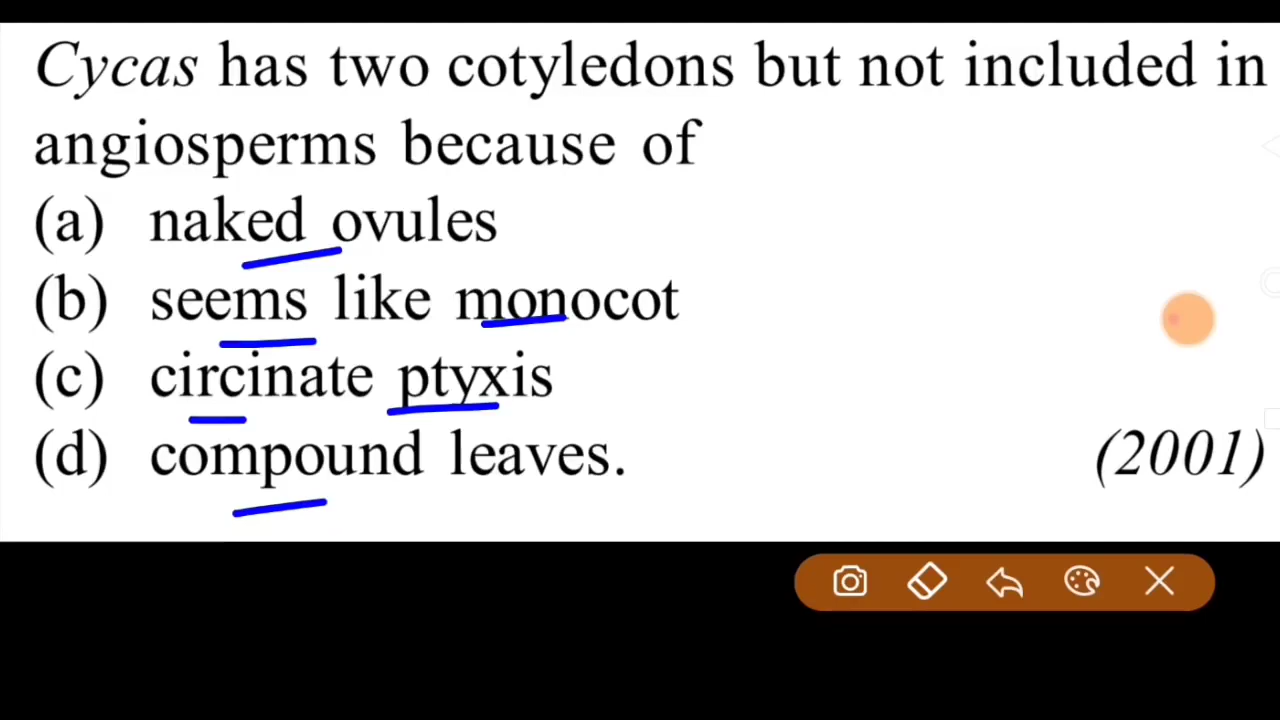 Cycas has two cotyledons but not included in
angiosperms because of
(a) naked ovules
(b) seems like monocot
(c) circinate ptyxis
(d) compound leaves. (2001)